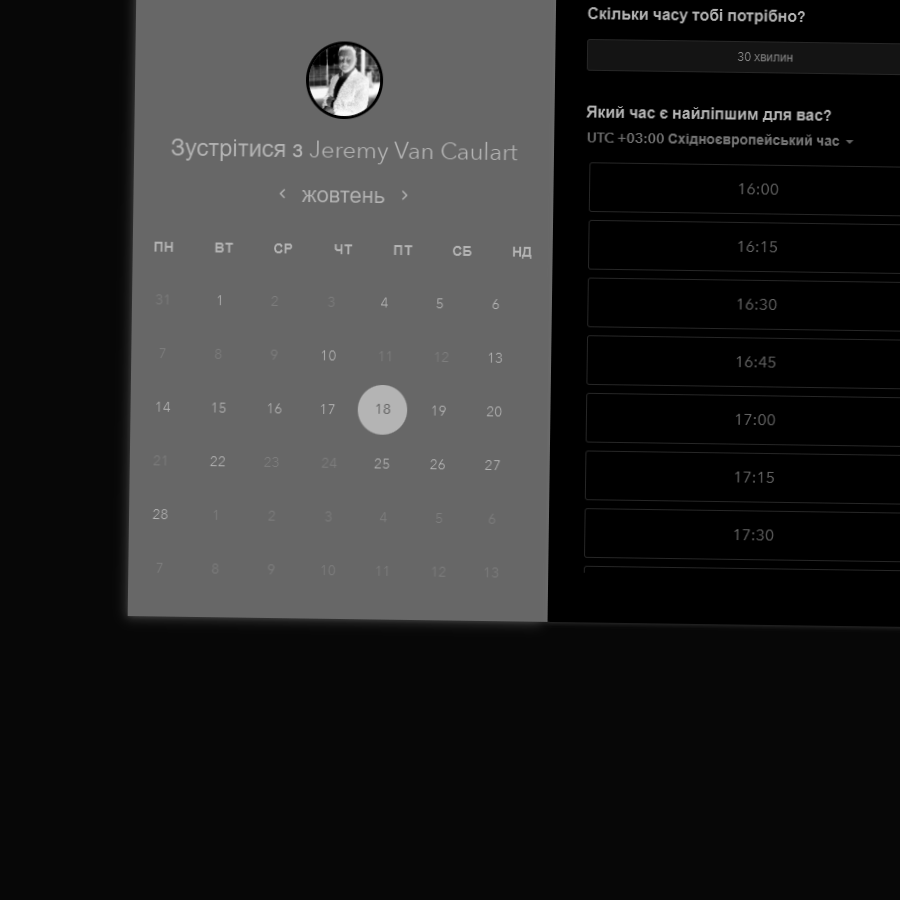 Зустрітися з Jeremy Van Caulart
жовтень
ПН ВТ СР ЧТ ПТ СБ НД
31 1 2 3 4 5 6
7 8 9 10 11 12 13
14 15 16 17 18 19 20
21 22 23 24 25 26 27
28 1 2 3 4 5 6
7 8 9 10 11 12 13
Скільки часу тобі потрібно?
30 хвилин
Який час є найліпшим для вас?
UTC +03:00 Східноєвропейський час
16:00
16:15
16:30
16:45
17:00
17:15
17:30